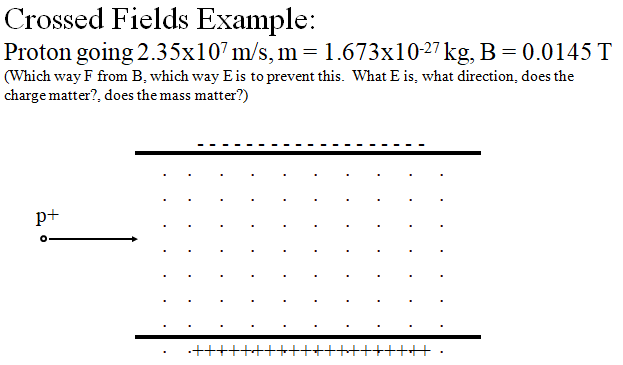 Crossed Fields Example:
Proton going 2.35x10⁷ m/s, m = 1.673x10⁻²⁷ kg, B = 0.0145 T
(Which way F from B, which way E is to prevent this.  What E is, what direction, does the
charge matter?, does the mass matter?)
- - - - - - - - - - - - - - - - - - -
p+
++++++++++++++++++++